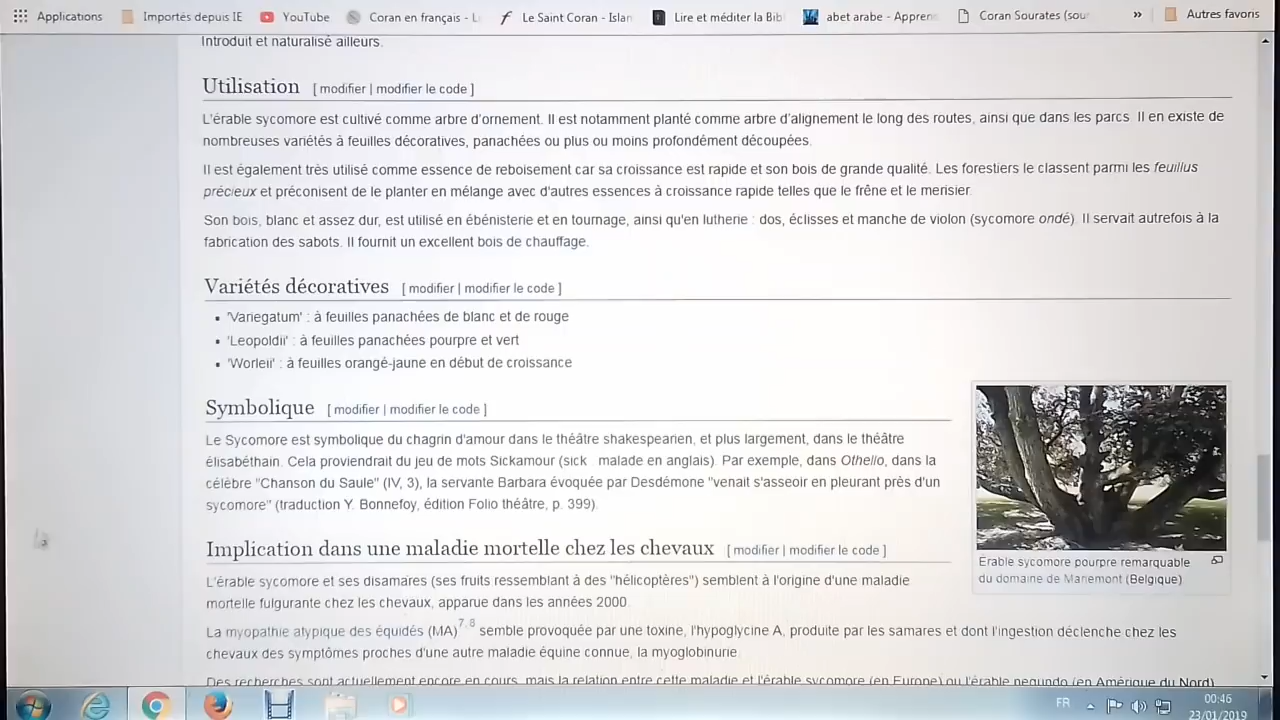 Applications Importés depuis IE YouTube Coran en français - L Le Saint Coran - Islan Lire et méditer la Bib abet arabe - Appren Coran Sourates (sou » Autres favoris
Introduit et naturalisé ailleurs.
Utilisation [ modifier | modifier le code ]
L'érable sycomore est cultivé comme arbre d'ornement. Il est notamment planté comme arbre d'alignement le long des routes, ainsi que dans les parcs. Il en existe de
nombreuses variétés à feuilles décoratives, panachées ou plus ou moins profondément découpées.
Il est également très utilisé comme essence de reboisement car sa croissance est rapide et son bois de grande qualité. Les forestiers le classent parmi les feuillus
précieux et préconisent de le planter en mélange avec d'autres essences à croissance rapide telles que le frêne et le merisier.
Son bois, blanc et assez dur, est utilisé en ébénisterie et en tournage, ainsi qu'en lutherie : dos, éclisses et manche de violon (sycomore ondé). Il servait autrefois à la
fabrication des sabots. Il fournit un excellent bois de chauffage.
Variétés décoratives [ modifier | modifier le code ]
• 'Variegatum' : à feuilles panachées de blanc et de rouge
• 'Leopoldii' : à feuilles panachées pourpre et vert
• 'Worleii' : à feuilles orangé-jaune en début de croissance
Symbolique [ modifier | modifier le code ]
Le Sycomore est symbolique du chagrin d'amour dans le théâtre shakespearien, et plus largement, dans le théâtre
élisabéthain. Cela proviendrait du jeu de mots Sickamour (sick : malade en anglais). Par exemple, dans Othello, dans la
célèbre "Chanson du Saule" (IV, 3), la servante Barbara évoquée par Desdémone "venait s'asseoir en pleurant près d'un
sycomore" (traduction Y. Bonnefoy, édition Folio théâtre, p. 399).
Érable sycomore pourpre remarquable
du domaine de Mariemont (Belgique)
Implication dans une maladie mortelle chez les chevaux [ modifier | modifier le code ]
L'érable sycomore et ses disamares (ses fruits ressemblant à des "hélicoptères") semblent à l'origine d'une maladie
mortelle fulgurante chez les chevaux, apparue dans les années 2000.
La myopathie atypique des équidés (MA)7, 8 semble provoquée par une toxine, l'hypoglycine A, produite par les samares et dont l'ingestion déclenche chez les
chevaux des symptômes proches d'une autre maladie équine connue, la myoglobinurie.
Des recherches sont actuellement encore en cours, mais la relation entre cette maladie et l'érable sycomore (en Europe) ou l'érable negundo (en Amérique du Nord)
FR 00:46
23/01/2019